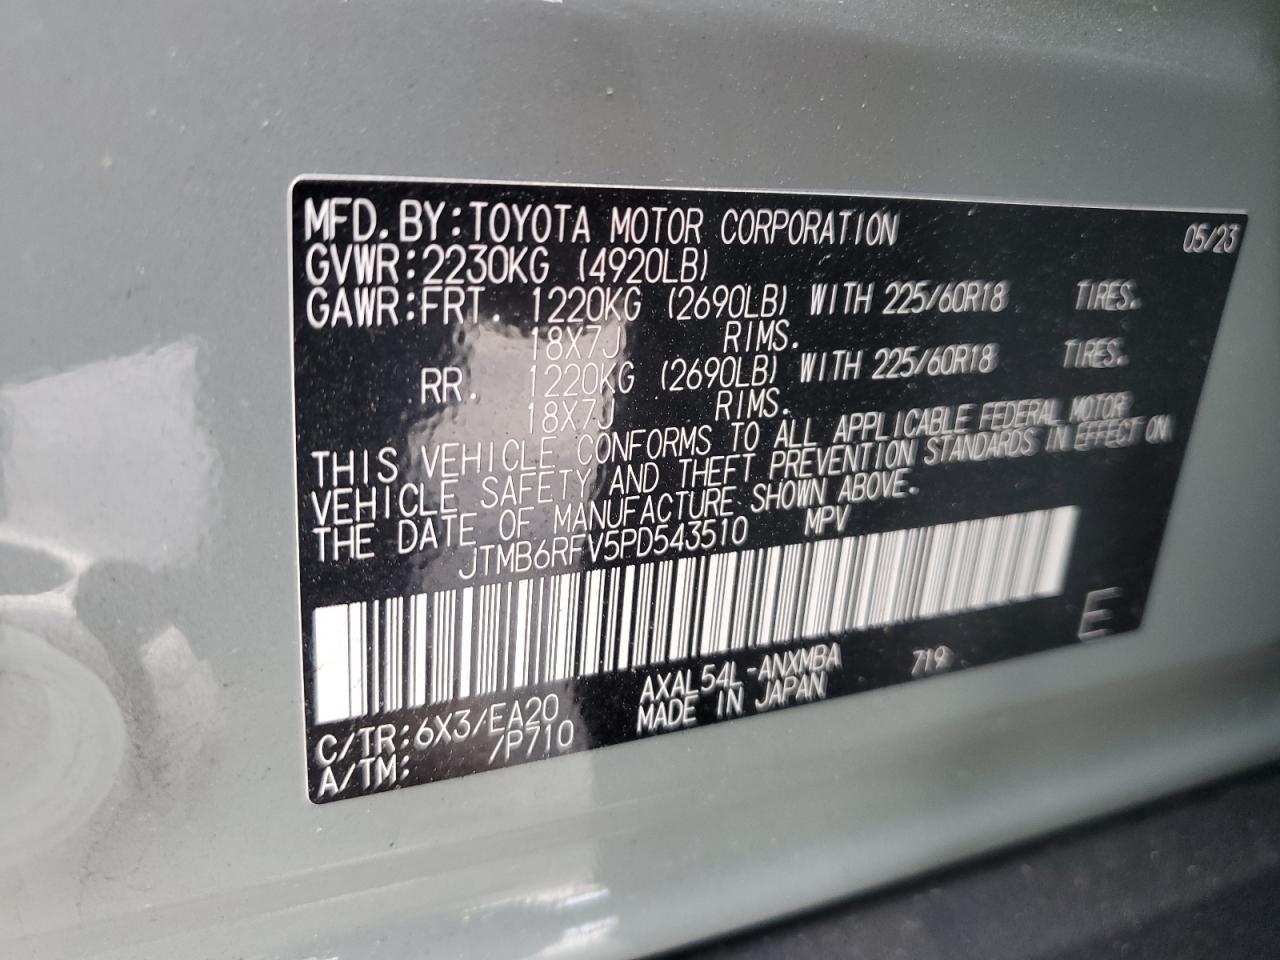 MFD. BY: TOYOTA MOTOR CORPORATION 05/23
GVWR: 2230KG (4920LB)
GAWR: FRT. 1220KG (2690LB) WITH 225/60R18 TIRES.
18X7J RIMS.
RR. 1220KG (2690LB) WITH 225/60R18 TIRES.
18X7J RIMS.
THIS VEHICLE CONFORMS TO ALL APPLICABLE FEDERAL MOTOR
VEHICLE SAFETY AND THEFT PREVENTION STANDARDS IN EFFECT ON
THE DATE OF MANUFACTURE SHOWN ABOVE.
JTMB6RFV5PD543510 MPV
E
C/TR: 6X3/EA20 AXAL54L-ANXMBA 719
A/TM: /P710 MADE IN JAPAN